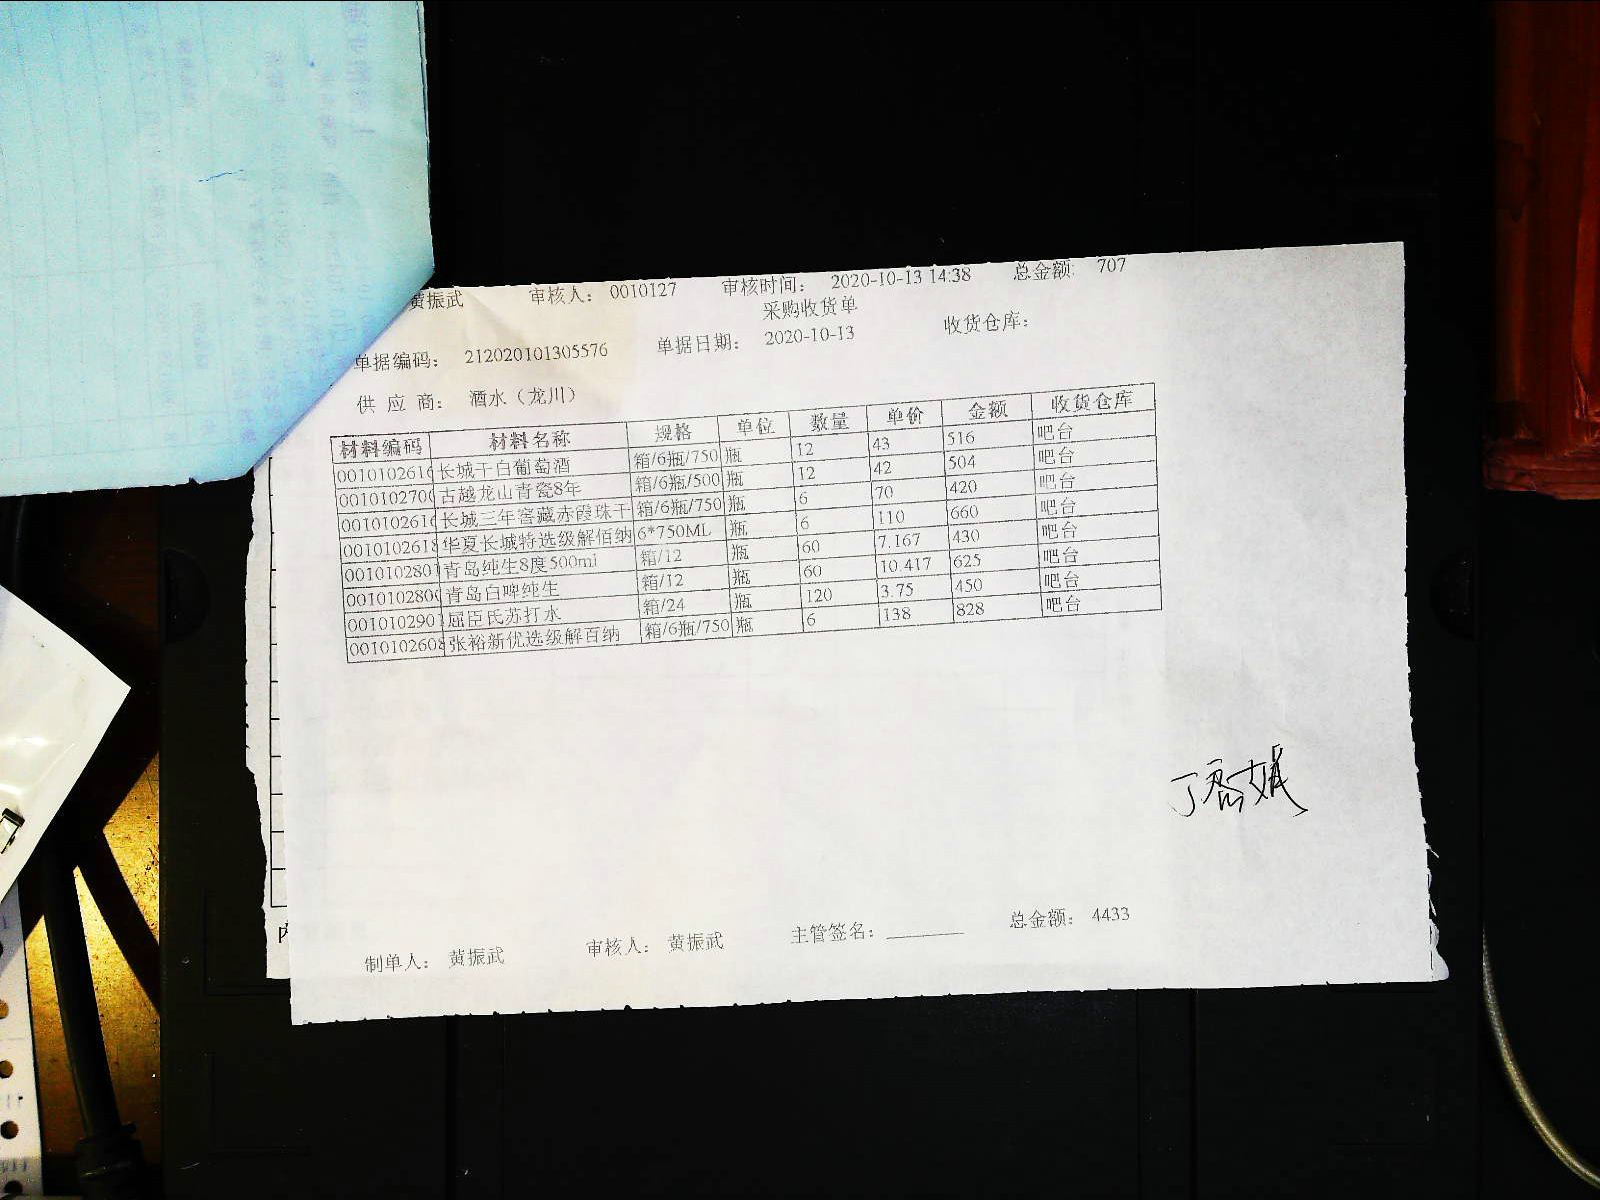 黄振武 审核人： 0010127 审核时间： 2020-10-13 14:38 总金额: 707
采购收货单
单据编码： 212020101305576 单据日期： 2020-10-13 收货仓库：
供 应 商： 酒水（龙川）
材料编码 材料名称 规格 单位 数量 单价 金额 收货仓库
001010261 长城干白葡萄酒 箱/6瓶/750 瓶 12 43 516 吧台
001010270 古越龙山青瓷8年 箱/6瓶/500 瓶 12 42 504 吧台
001010261 长城三年窖藏赤霞珠干 箱/6瓶/750 瓶 6 70 420 吧台
001010261 华夏长城特选级解佰纳 6*750ML 瓶 6 110 660 吧台
001010280 青岛纯生8度500mi 箱/12 瓶 60 7.167 430 吧台
001010280 青岛白啤纯生 箱/12 瓶 60 10.417 625 吧台
001010290 屈臣氏苏打水 箱/24 瓶 120 3.75 450 吧台
001010260 张裕新优选级解百纳 箱/6瓶/750 瓶 6 138 828 吧台
制单人： 黄振武 审核人： 黄振武 主管签名： 总金额： 4433